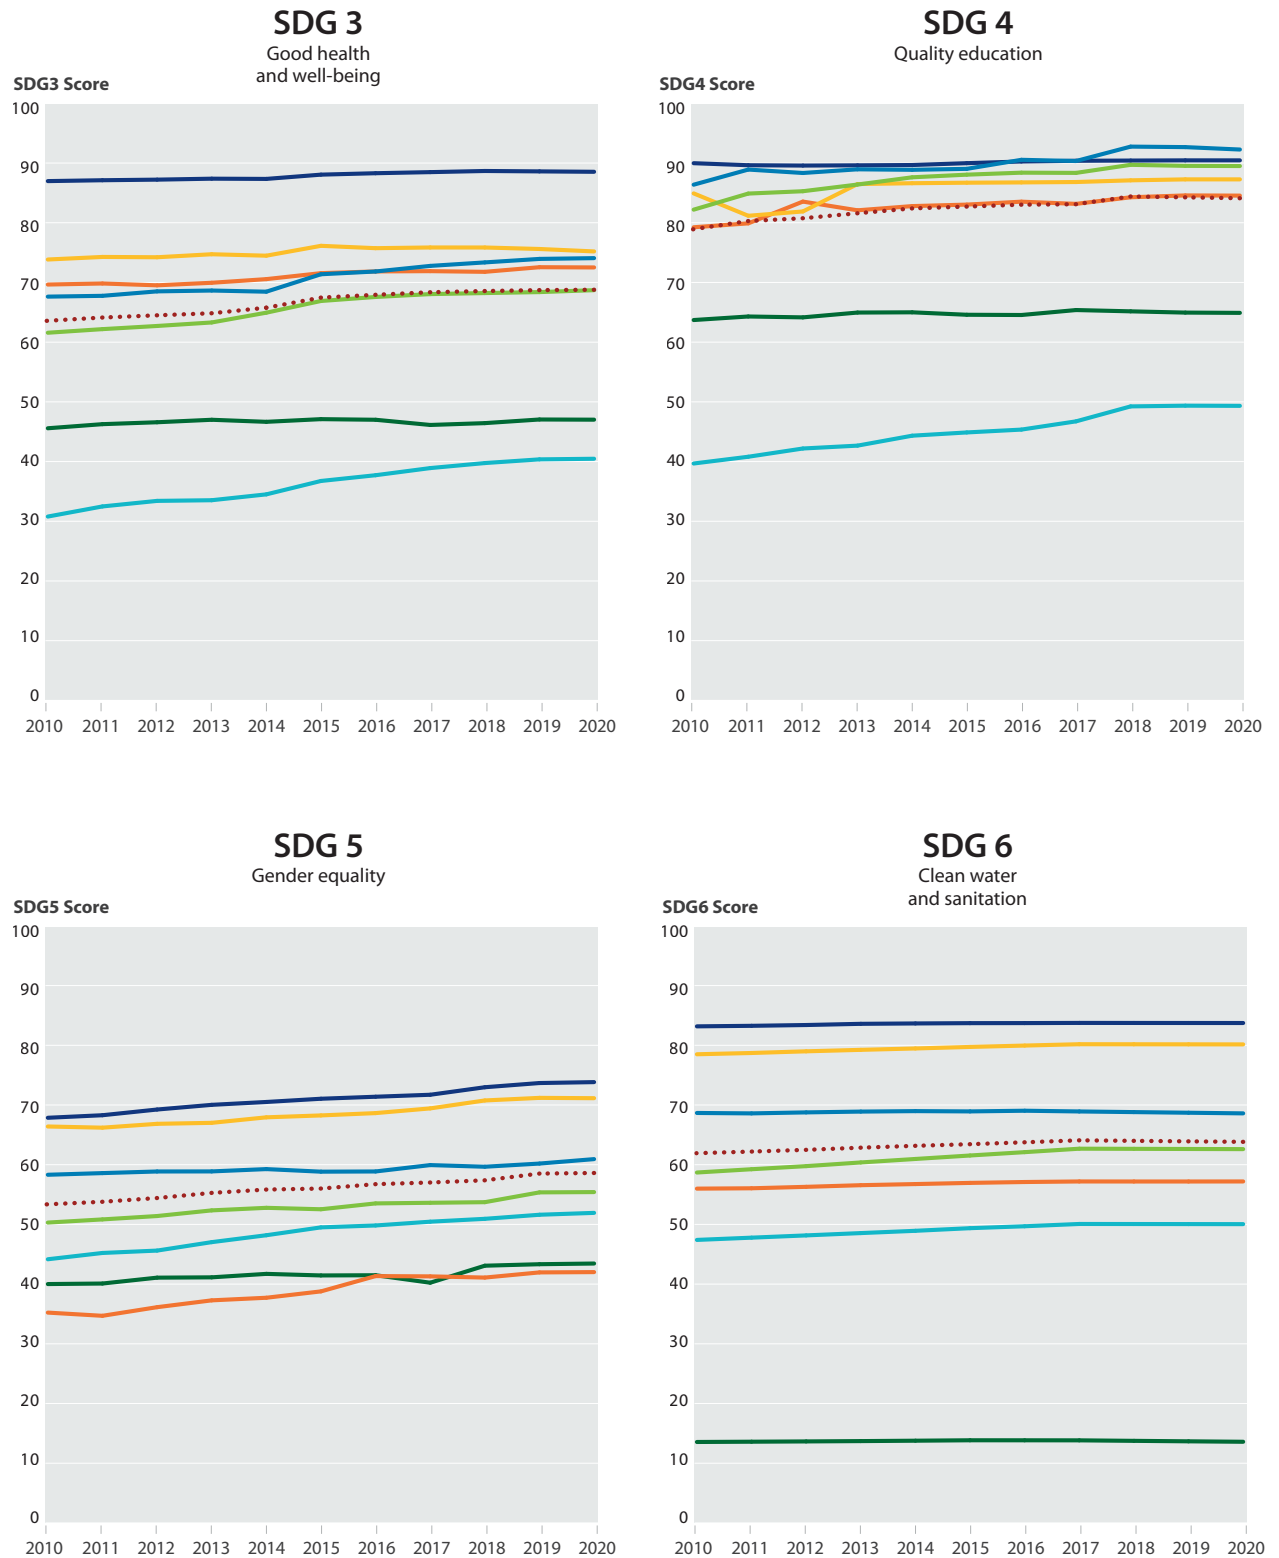 SDG 3
Good health
and well-being
SDG3 Score
100
90
80
70
60
50
40
30
20
10
0
2010 2011 2012 2013 2014 2015 2016 2017 2018 2019 2020
SDG 4
Quality education
SDG4 Score
100
90
80
70
60
50
40
30
20
10
0
2010 2011 2012 2013 2014 2015 2016 2017 2018 2019 2020
SDG 5
Gender equality
SDG5 Score
100
90
80
70
60
50
40
30
20
10
0
2010 2011 2012 2013 2014 2015 2016 2017 2018 2019 2020
SDG 6
Clean water
and sanitation
SDG6 Score
100
90
80
70
60
50
40
30
20
10
0
2010 2011 2012 2013 2014 2015 2016 2017 2018 2019 2020